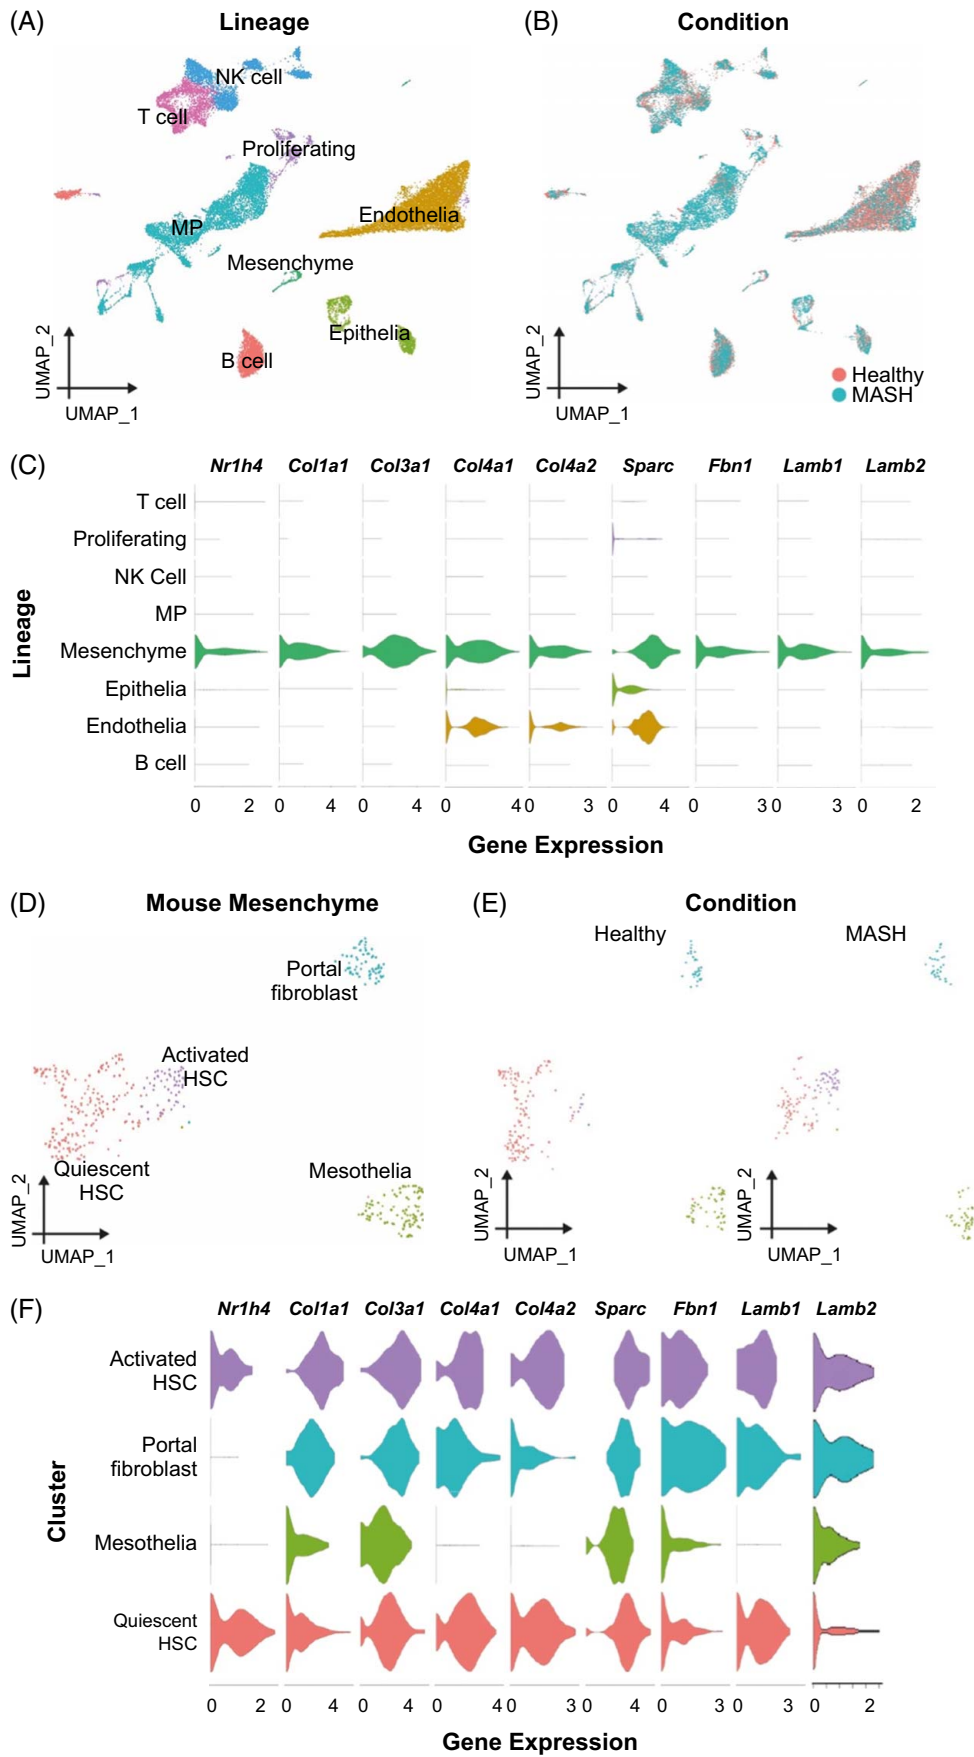 (A) Lineage
(B) Condition
NK cell
T cell
Proliferating
Endothelia
MP
Mesenchyme
Epithelia
B cell
UMAP_2
UMAP_1
UMAP_2
UMAP_1
Healthy
MASH
(C)
Nr1h4 Col1a1 Col3a1 Col4a1 Col4a2 Sparc Fbn1 Lamb1 Lamb2
Lineage
T cell
Proliferating
NK Cell
MP
Mesenchyme
Epithelia
Endothelia
B cell
0 2 0 4 0 4 0 4 0 3 0 4 0 3 0 3 0 2
Gene Expression
(D) Mouse Mesenchyme
(E) Condition
Portal
fibroblast
Activated
HSC
Quiescent
HSC
Mesothelia
UMAP_2
UMAP_1
Healthy
MASH
UMAP_2
UMAP_1
UMAP_2
UMAP_1
(F)
Nr1h4 Col1a1 Col3a1 Col4a1 Col4a2 Sparc Fbn1 Lamb1 Lamb2
Cluster
Activated
HSC
Portal
fibroblast
Mesothelia
Quiescent
HSC
0 2 0 4 0 4 0 4 0 3 0 4 0 3 0 3 0 2
Gene Expression